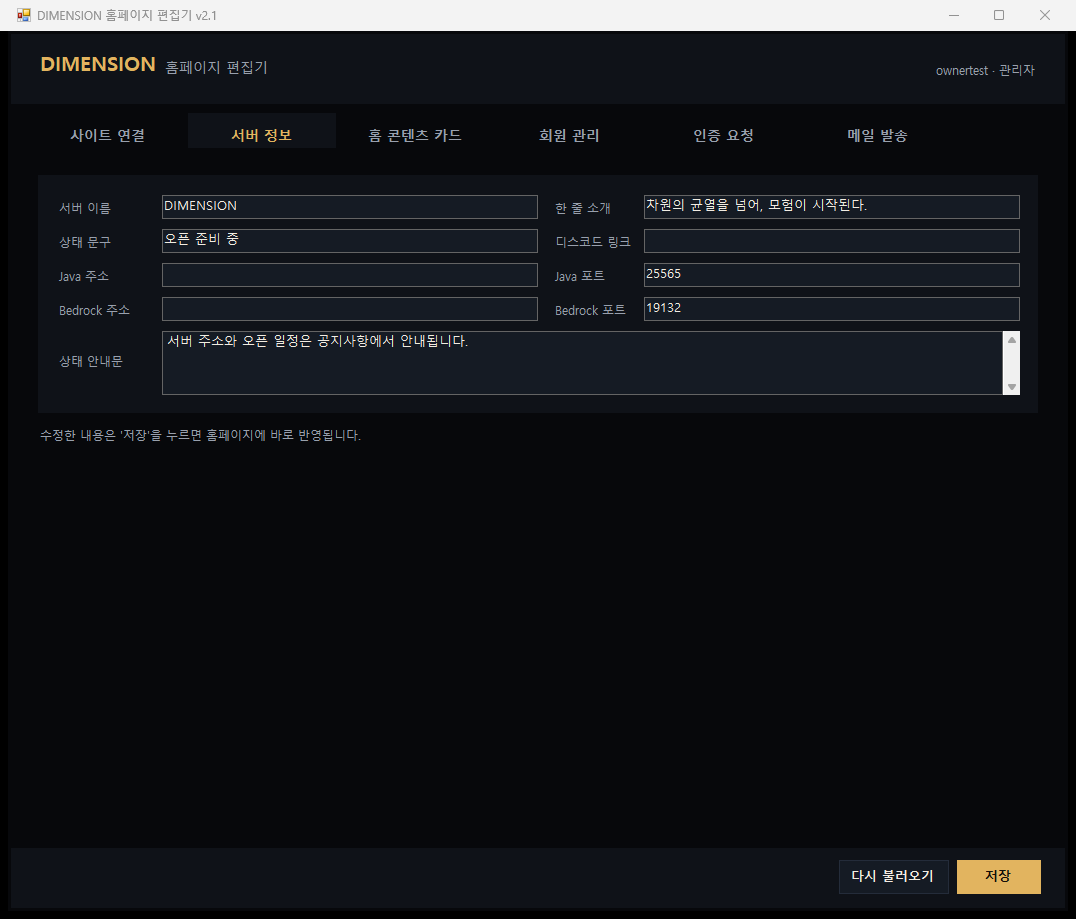 DIMENSION 홈페이지 편집기 v2.1
DIMENSION 홈페이지 편집기
ownertest · 관리자
사이트 연결 서버 정보 홈 콘텐츠 카드 회원 관리 인증 요청 메일 발송
서버 이름 DIMENSION 한 줄 소개 차원의 균열을 넘어, 모험이 시작된다.
상태 문구 오픈 준비 중 디스코드 링크
Java 주소 Java 포트 25565
Bedrock 주소 Bedrock 포트 19132
상태 안내문 서버 주소와 오픈 일정은 공지사항에서 안내됩니다.
수정한 내용은 '저장'을 누르면 홈페이지에 바로 반영됩니다.
다시 불러오기 저장